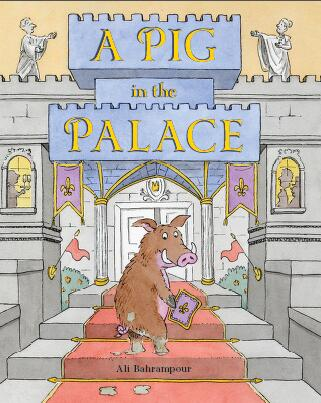 A PIG
in the
PALACE
Ali Bahrampour